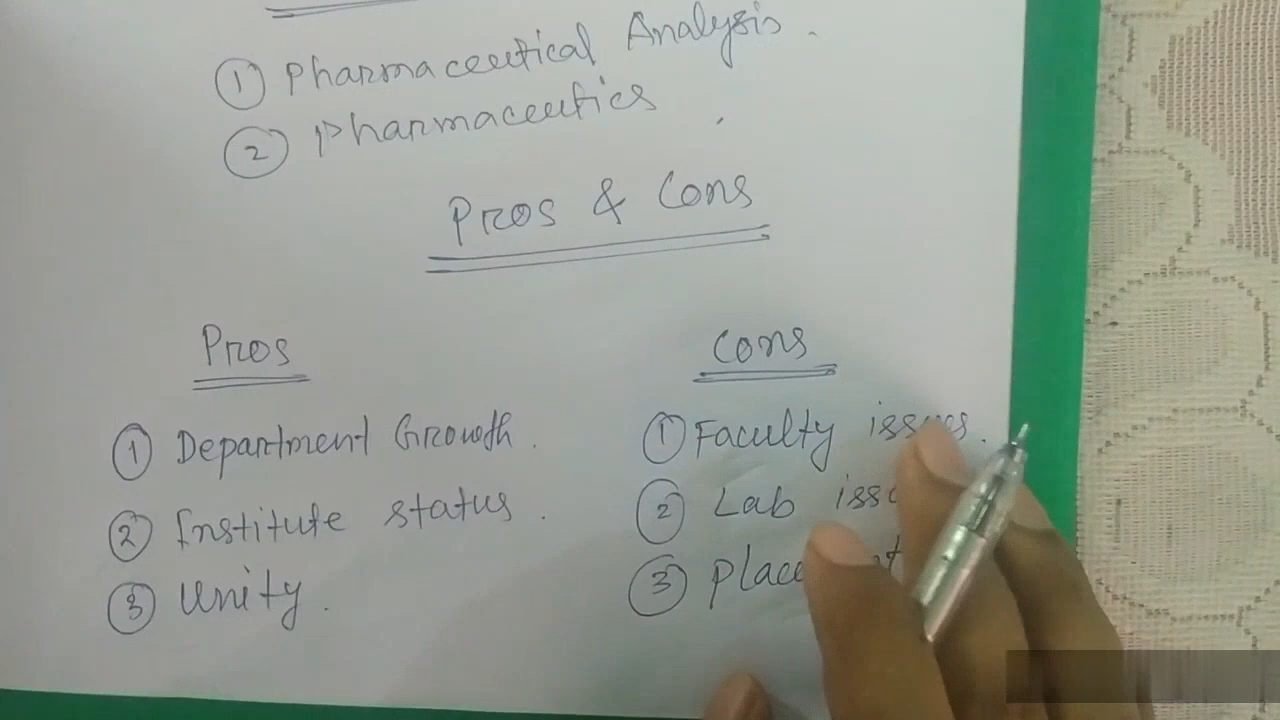 ① Pharmaceutical Analysis.
② Pharmaceutics
Pros & Cons
Pros
① Department Growth.
② Institute status.
③ Unity.
Cons
① Faculty issues.
② Lab
③